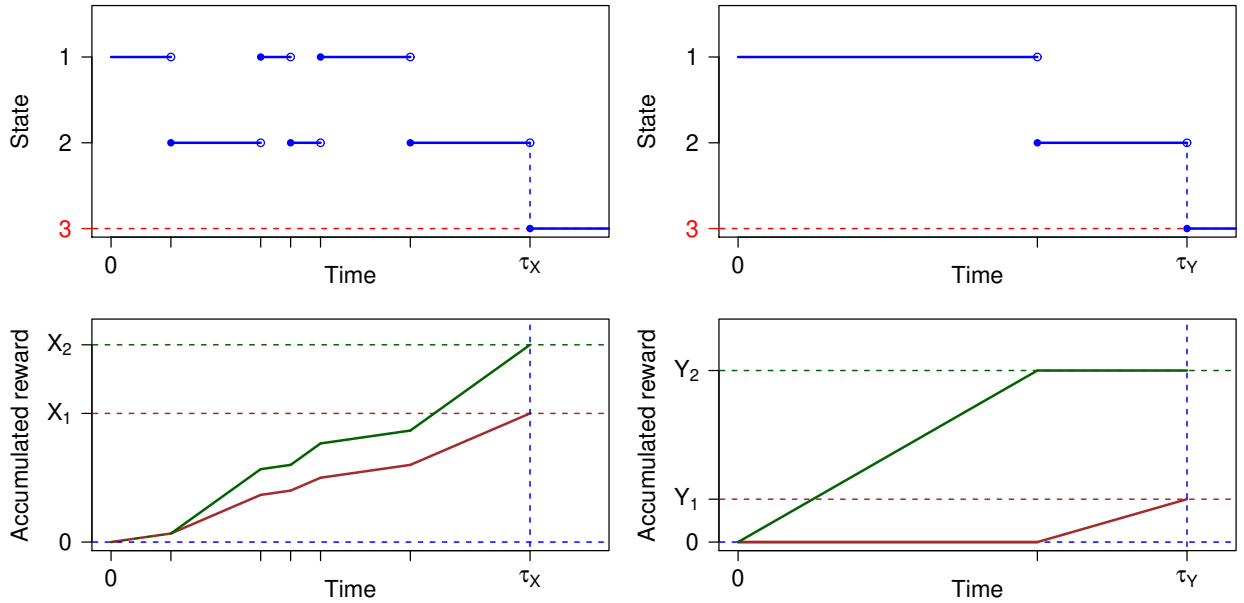 State
1
2
3
0
Time
τX
State
1
2
3
0
Time
τY
Accumulated reward
X2
X1
0
0
Time
τX
Accumulated reward
Y2
Y1
0
0
Time
τY